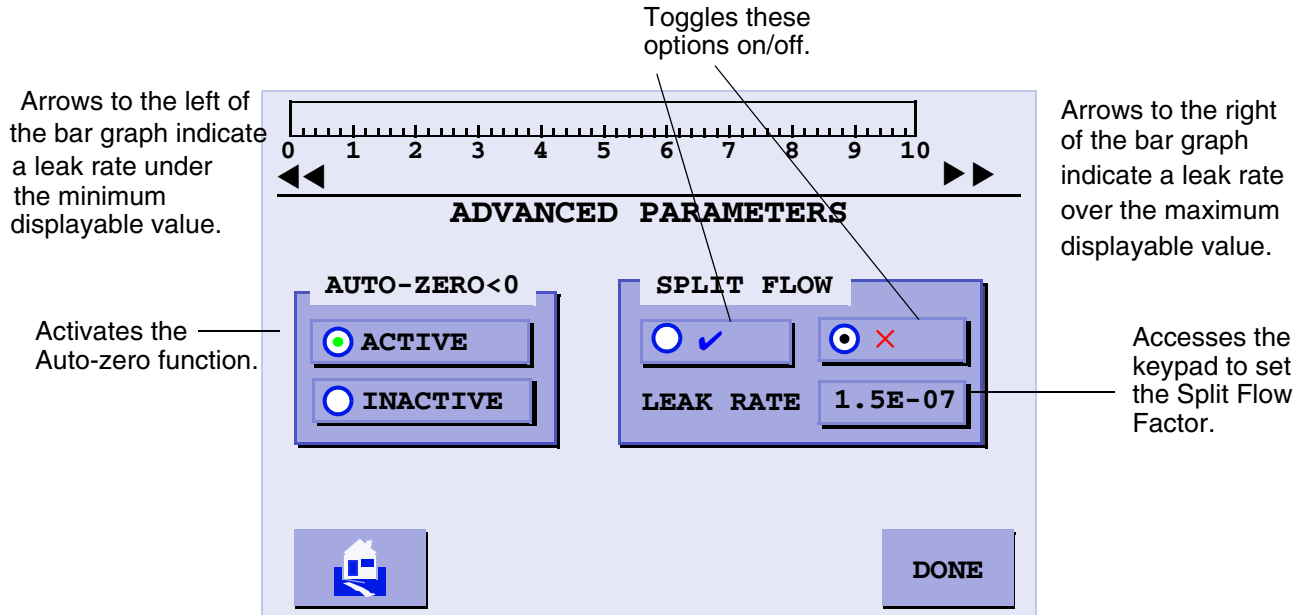 Toggles these
options on/off.
Arrows to the left of
the bar graph indicate
a leak rate under
the minimum
displayable value.
0 1 2 3 4 5 6 7 8 9 10
Arrows to the right
of the bar graph
indicate a leak rate
over the maximum
displayable value.
ADVANCED PARAMETERS
AUTO-ZERO<0
ACTIVE
INACTIVE
Activates the
Auto-zero function.
SPLIT FLOW
LEAK RATE 1.5E-07
Accesses the
keypad to set
the Split Flow
Factor.
DONE